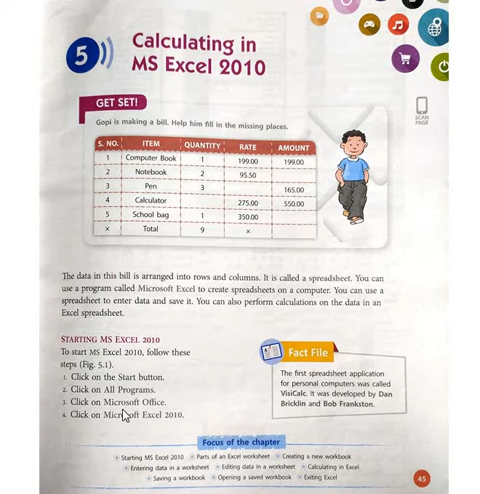 5
Calculating in
MS Excel 2010
GET SET!
SCAN
PAGE
Gopi is making a bill. Help him fill in the missing places.
S. NO. ITEM QUANTITY RATE AMOUNT
1 Computer Book 1 199.00 199.00
2 Notebook 2 95.50
3 Pen 3 165.00
4 Calculator 275.00 550.00
5 School bag 1 350.00
× Total 9 ×
The data in this bill is arranged into rows and columns. It is called a spreadsheet. You can
use a program called Microsoft Excel to create spreadsheets on a computer. You can use a
spreadsheet to enter data and save it. You can also perform calculations on the data in an
Excel spreadsheet.
STARTING MS EXCEL 2010
To start MS Excel 2010, follow these
steps (Fig. 5.1).
1. Click on the Start button.
2. Click on All Programs.
3. Click on Microsoft Office.
4. Click on Microsoft Excel 2010.
Fact File
The first spreadsheet application
for personal computers was called
VisiCalc. It was developed by Dan
Bricklin and Bob Frankston.
Focus of the chapter
Starting MS Excel 2010 Parts of an Excel worksheet Creating a new workbook
Entering data in a worksheet Editing data in a worksheet Calculating in Excel
Saving a workbook Opening a saved workbook Exiting Excel
45